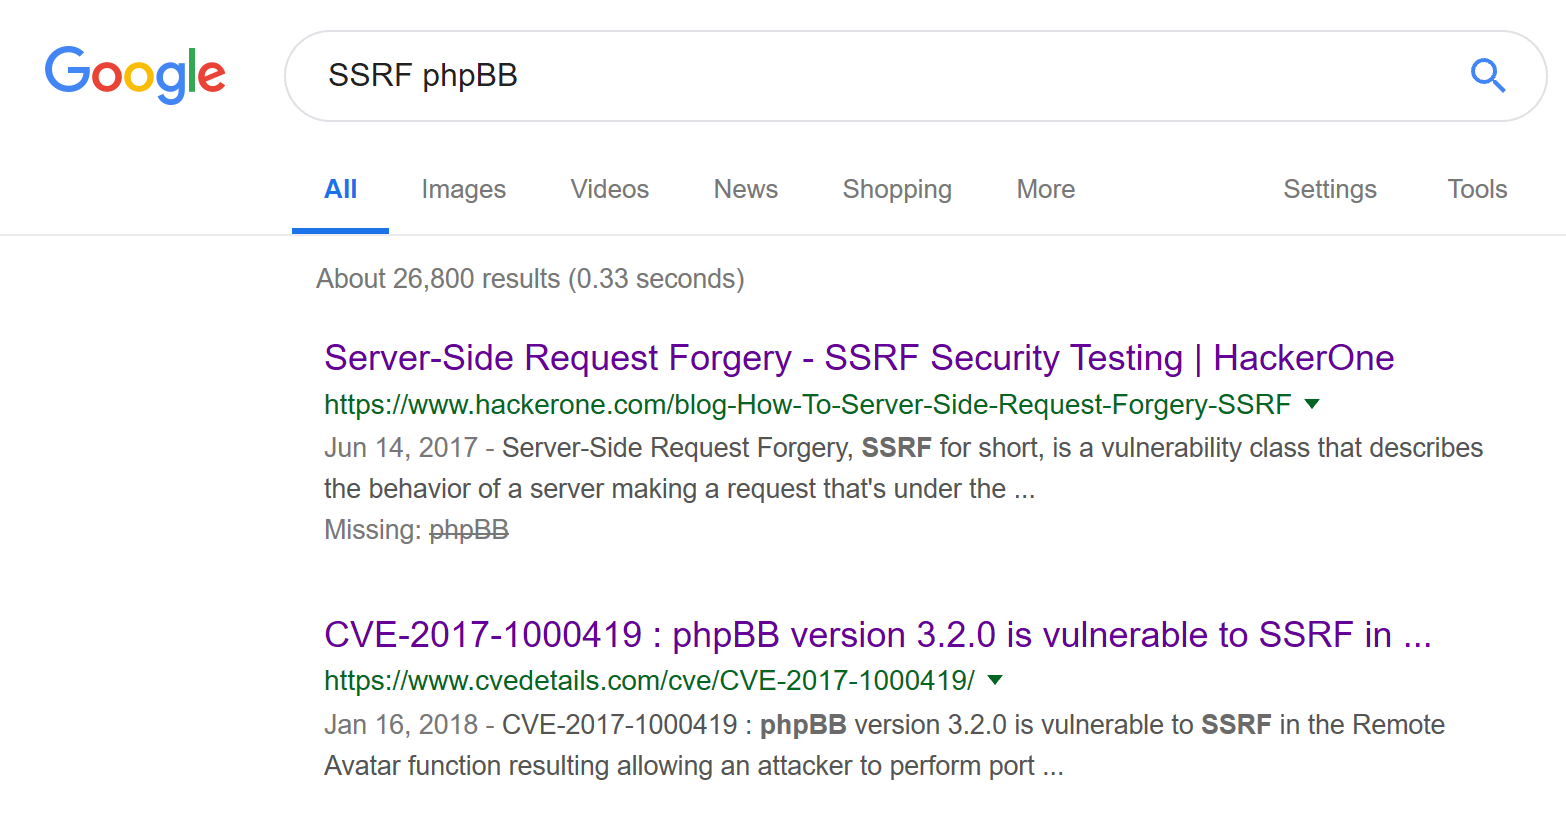 Google
SSRF phpBB
All Images Videos News Shopping More Settings Tools
About 26,800 results (0.33 seconds)
Server-Side Request Forgery - SSRF Security Testing | HackerOne
https://www.hackerone.com/blog-How-To-Server-Side-Request-Forgery-SSRF
Jun 14, 2017 - Server-Side Request Forgery, SSRF for short, is a vulnerability class that describes
the behavior of a server making a request that's under the ...
Missing: phpBB
CVE-2017-1000419 : phpBB version 3.2.0 is vulnerable to SSRF in ...
https://www.cvedetails.com/cve/CVE-2017-1000419/
Jan 16, 2018 - CVE-2017-1000419 : phpBB version 3.2.0 is vulnerable to SSRF in the Remote
Avatar function resulting allowing an attacker to perform port ...